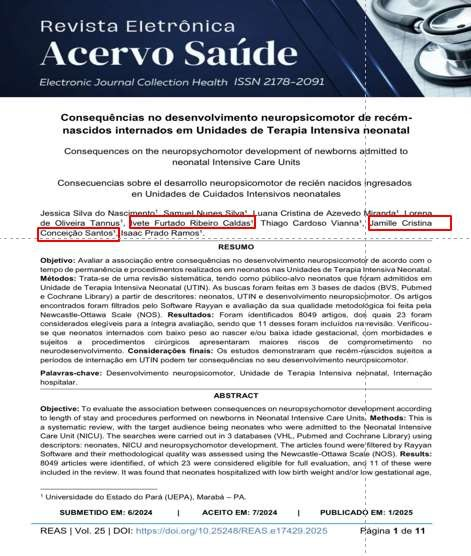 Revista Eletrônica
Acervo Saúde
Electronic Journal Collection Health ISSN 2178-2091
Consequências no desenvolvimento neuropsicomotor de recém-
nascidos internados em Unidades de Terapia Intensiva neonatal
Consequences on the neuropsychomotor development of newborns admitted to
neonatal Intensive Care Units
Consecuencias sobre el desarrollo neuropsicomotor de recién nacidos ingresados
en Unidades de Cuidados Intensivos neonatales
Jessica Silva do Nascimento¹, Samuel Nunes Silva¹, Luana Cristina de Azevedo Miranda¹, Lorena
de Oliveira Tannus¹, Ivete Furtado Ribeiro Caldas¹, Thiago Cardoso Vianna¹, Jamille Cristina
Conceição Santos¹, Isaac Prado Ramos¹.
RESUMO
Objetivo: Avaliar a associação entre consequências no desenvolvimento neuropsicomotor de acordo com o
tempo de permanência e procedimentos realizados em neonatos nas Unidades de Terapia Intensiva Neonatal.
Métodos: Trata-se de uma revisão sistemática, tendo como público-alvo neonatos que foram admitidos em
Unidade de Terapia Intensiva Neonatal (UTIN). As buscas foram feitas em 3 bases de dados (BVS, Pubmed
e Cochrane Library) a partir de descritores: neonatos, UTIN e desenvolvimento neuropsicomotor. Os artigos
encontrados foram filtrados pelo Software Rayyan e avaliação da sua qualidade metodológica foi feita pela
Newcastle-Ottawa Scale (NOS). Resultados: Foram identificados 8049 artigos, dos quais 23 foram
considerados elegíveis para a íntegra avaliação, sendo que 11 desses foram incluídos na revisão. Verificou-
se que neonatos internados com baixo peso ao nascer e/ou baixa idade gestacional, com morbidades e
sujeitos a procedimentos cirúrgicos apresentaram maiores riscos de comprometimento no
neurodesenvolvimento. Considerações finais: Os estudos demonstraram que recém-nascidos sujeitos a
períodos de internação em UTIN podem ter consequências no seu desenvolvimento neuropsicomotor.
Palavras-chave: Desenvolvimento neuropsicomotor, Unidade de Terapia Intensiva neonatal, Internação
hospitalar.
ABSTRACT
Objective: To evaluate the association between consequences on neuropsychomotor development according
to length of stay and procedures performed on newborns in Neonatal Intensive Care Units. Methods: This is
a systematic review, with the target audience being neonates who were admitted to the Neonatal Intensive
Care Unit (NICU). The searches were carried out in 3 databases (VHL, Pubmed and Cochrane Library) using
descriptors: neonates, NICU and neuropsychomotor development. The articles found were filtered by Rayyan
Software and their methodological quality was assessed using the Newcastle-Ottawa Scale (NOS). Results:
8049 articles were identified, of which 23 were considered eligible for full evaluation, and 11 of these were
included in the review. It was found that neonates hospitalized with low birth weight and/or low gestational age,
¹ Universidade do Estado do Pará (UEPA), Marabá – PA.
SUBMETIDO EM: 6/2024 | ACEITO EM: 7/2024 | PUBLICADO EM: 1/2025
REAS | Vol. 25 | DOI: https://doi.org/10.25248/REAS.e17429.2025 Página 1 de 11